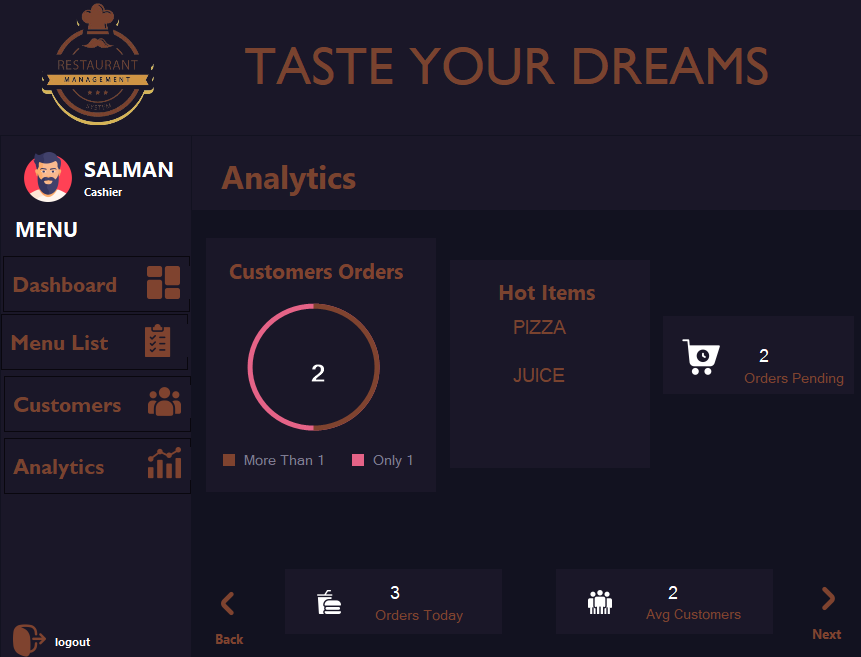 RESTAURANT
MANAGEMENT
SYSTEM
TASTE YOUR DREAMS
SALMAN
Cashier
MENU
Dashboard
Menu List
Customers
Analytics
logout
Analytics
Customers Orders
2
More Than 1
Only 1
Hot Items
PIZZA
JUICE
2
Orders Pending
Back
3
Orders Today
2
Avg Customers
Next